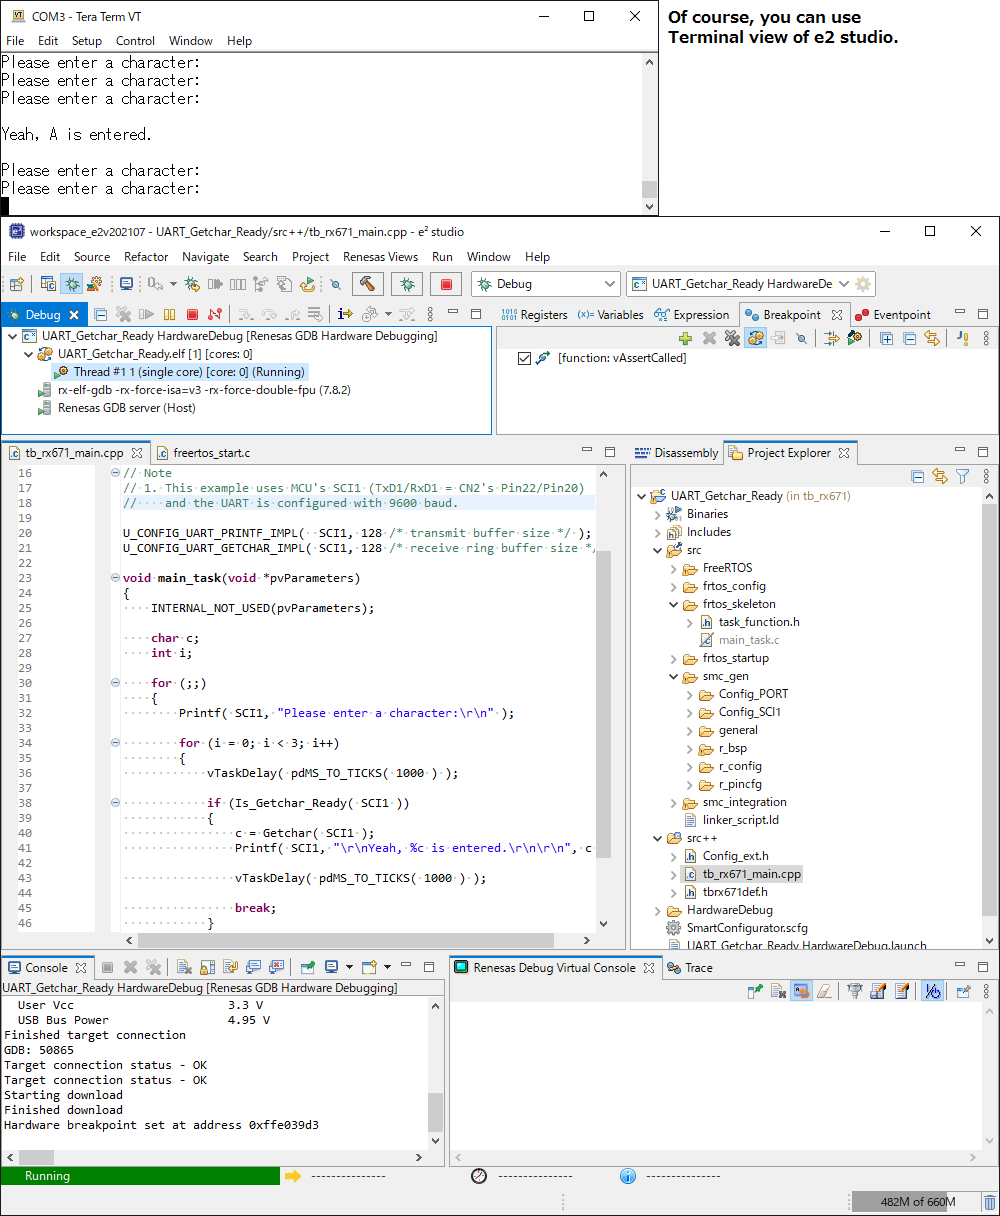 COM3 - Tera Term VT
File Edit Setup Control Window Help
Please enter a character:
Please enter a character:
Please enter a character:
Yeah, A is entered.
Please enter a character:
Please enter a character:
Of course, you can use
Terminal view of e2 studio.
workspace_e2v202107 - UART_Getchar_Ready/src++/tb_rx671_main.cpp - e² studio
File Edit Source Refactor Navigate Search Project Renesas Views Run Window Help
Debug UART_Getchar_Ready HardwareDe
Debug
UART_Getchar_Ready HardwareDebug [Renesas GDB Hardware Debugging]
UART_Getchar_Ready.elf [1] [cores: 0]
Thread #1 1 (single core) [core: 0] (Running)
rx-elf-gdb -rx-force-isa=v3 -rx-force-double-fpu (7.8.2)
Renesas GDB server (Host)
Registers Variables Expression Breakpoint Eventpoint
[function: vAssertCalled]
tb_rx671_main.cpp freertos_start.c
16 // Note
17 // 1. This example uses MCU's SCI1 (TxD1/RxD1 = CN2's Pin22/Pin20)
18 // and the UART is configured with 9600 baud.
19
20 U_CONFIG_UART_PRINTF_IMPL( SCI1, 128 /* transmit buffer size */ );
21 U_CONFIG_UART_GETCHAR_IMPL( SCI1, 128 /* receive ring buffer size */
22
23 void main_task(void *pvParameters)
24 {
25 INTERNAL_NOT_USED(pvParameters);
26
27 char c;
28 int i;
29
30 for (;;)
31 {
32 Printf( SCI1, "Please enter a character:\r\n" );
33
34 for (i = 0; i < 3; i++)
35 {
36 vTaskDelay( pdMS_TO_TICKS( 1000 ) );
37
38 if (Is_Getchar_Ready( SCI1 ))
39 {
40 c = Getchar( SCI1 );
41 Printf( SCI1, "\r\nYeah, %c is entered.\r\n\r\n", c
42
43 vTaskDelay( pdMS_TO_TICKS( 1000 ) );
44
45 break;
46 }
Disassembly Project Explorer
UART_Getchar_Ready (in tb_rx671)
Binaries
Includes
src
FreeRTOS
frtos_config
frtos_skeleton
task_function.h
main_task.c
frtos_startup
smc_gen
Config_PORT
Config_SCI1
general
r_bsp
r_config
r_pincfg
smc_integration
linker_script.ld
src++
Config_ext.h
tb_rx671_main.cpp
tbrx671def.h
HardwareDebug
SmartConfigurator.scfg
UART_Getchar_Ready HardwareDebug.launch
Console
UART_Getchar_Ready HardwareDebug [Renesas GDB Hardware Debugging]
User Vcc 3.3 V
USB Bus Power 4.95 V
Finished target connection
GDB: 50865
Target connection status - OK
Target connection status - OK
Starting download
Finished download
Hardware breakpoint set at address 0xffe039d3
Renesas Debug Virtual Console Trace
Running --------------- --------------- ---------------
482M of 660M